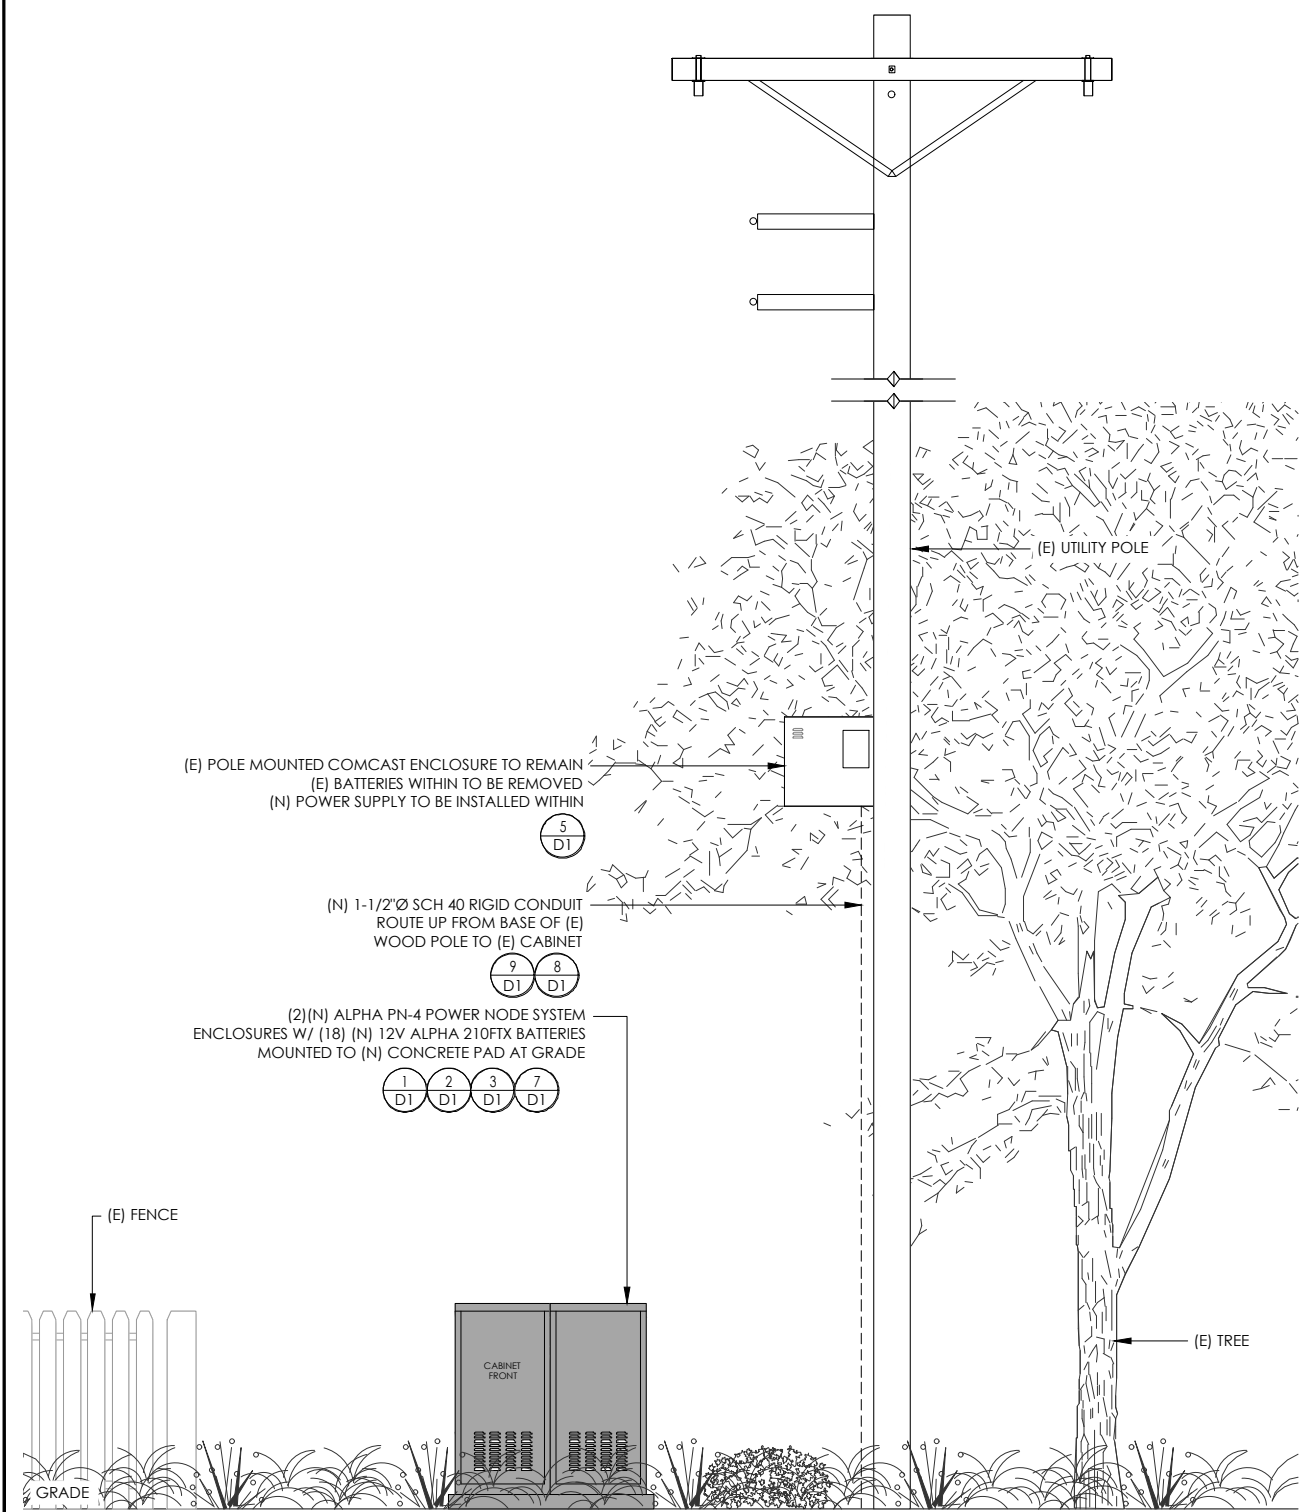 (E) UTILITY POLE
(E) POLE MOUNTED COMCAST ENCLOSURE TO REMAIN
(E) BATTERIES WITHIN TO BE REMOVED
(N) POWER SUPPLY TO BE INSTALLED WITHIN
5
D1
(N) 1-1/2"Ø SCH 40 RIGID CONDUIT
ROUTE UP FROM BASE OF (E)
WOOD POLE TO (E) CABINET
9 8
D1 D1
(2)(N) ALPHA PN-4 POWER NODE SYSTEM
ENCLOSURES W/ (18) (N) 12V ALPHA 210FTX BATTERIES
MOUNTED TO (N) CONCRETE PAD AT GRADE
1 2 3 7
D1 D1 D1 D1
(E) FENCE
(E) TREE
CABINET
FRONT
GRADE